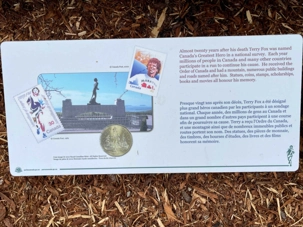 Almost twenty years after his death Terry Fox was named
Canada's Greatest Hero in a national survey. Each year
millions of people in Canada and many other countries
participate in a run to continue his cause. He received the
Order of Canada and had a mountain, numerous public buildings
and roads named after him. Statues, coins, stamps, scholarships,
books and movies all honour his memory.
Presque vingt ans après son décès, Terry Fox a été désigné
plus grand héros canadien par les participants à un sondage
national. Chaque année, des millions de gens au Canada et
dans un grand nombre d'autres pays participent à une course
afin de poursuivre sa cause. Terry a reçu l'Ordre du Canada,
et une montagne ainsi que de nombreux immeubles publics et
routes portent son nom. Des statues, des pièces de monnaie,
des timbres, des bourses d'études, des livres et des films
honorent sa mémoire.